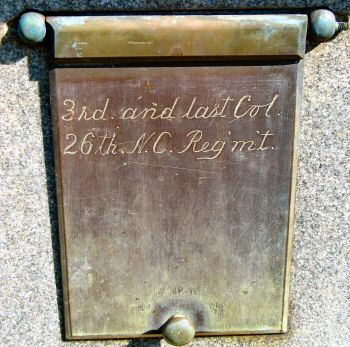 3rd. and last Col.
26th. N.C. Reg'mt.